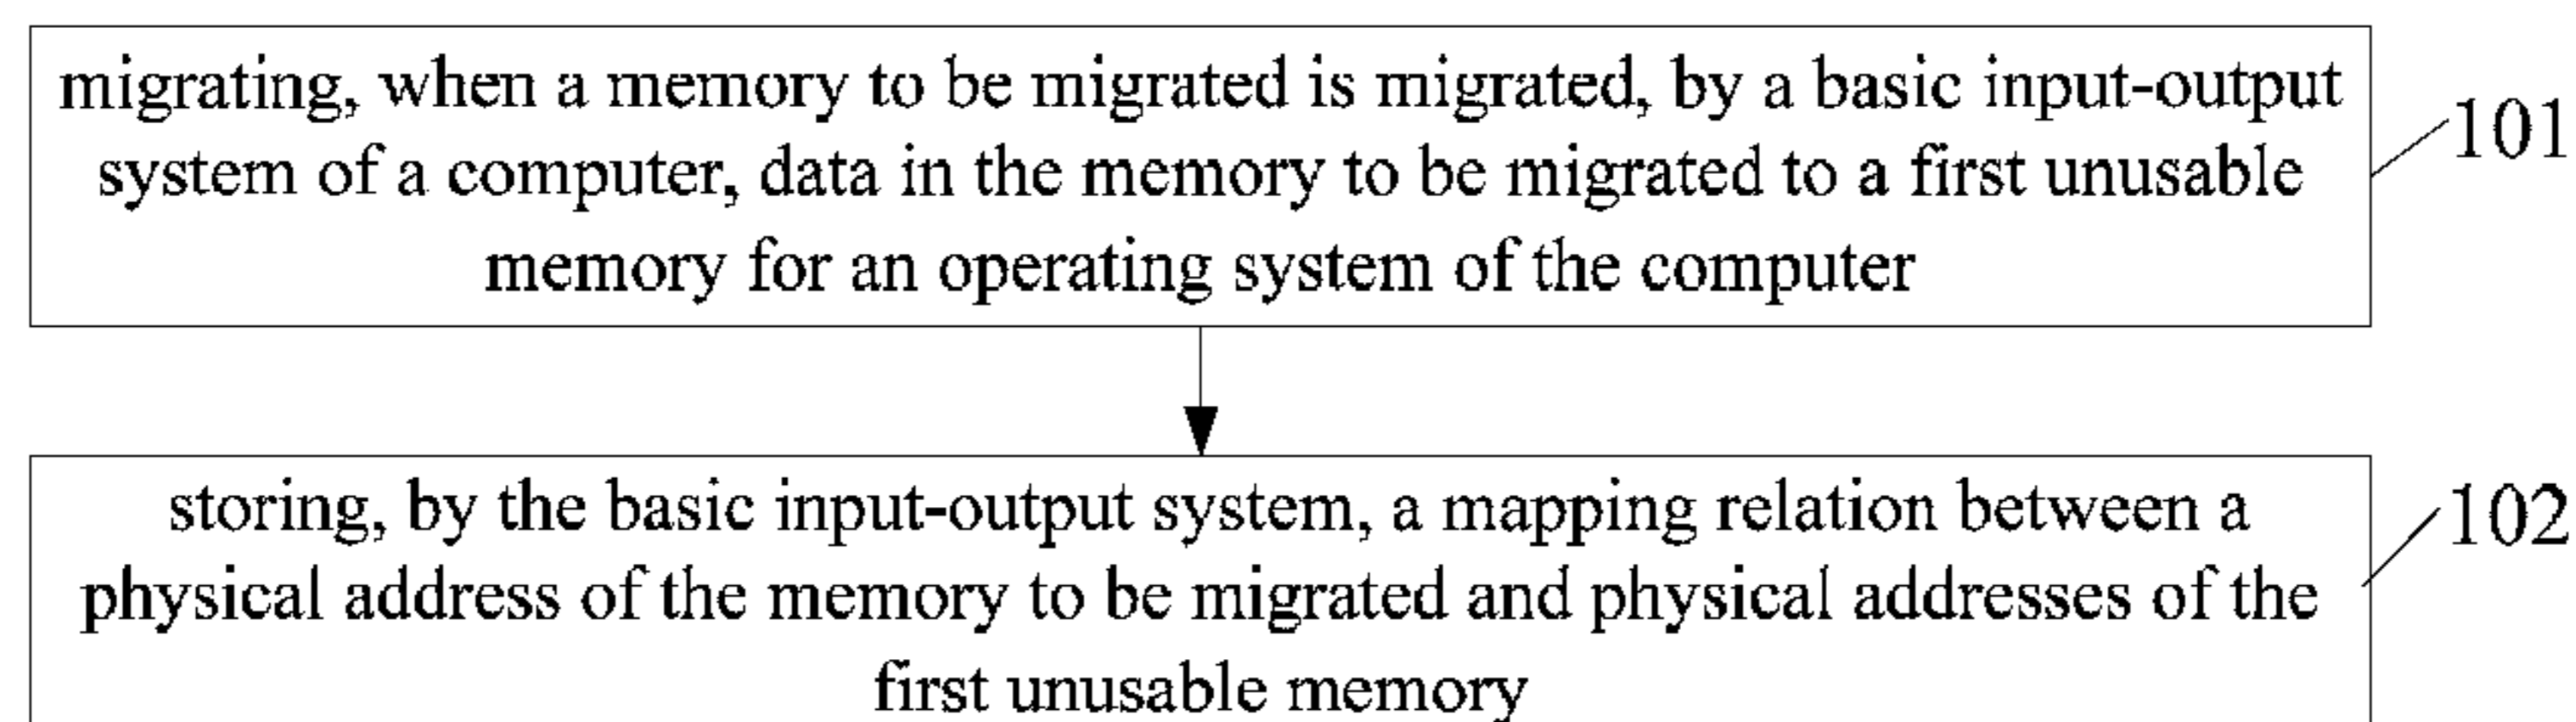 migrating, when a memory to be migrated is migrated, by a basic input-output
system of a computer, data in the memory to be migrated to a first unusable
memory for an operating system of the computer
101
storing, by the basic input-output system, a mapping relation between a
physical address of the memory to be migrated and physical addresses of the
first unusable memory
102